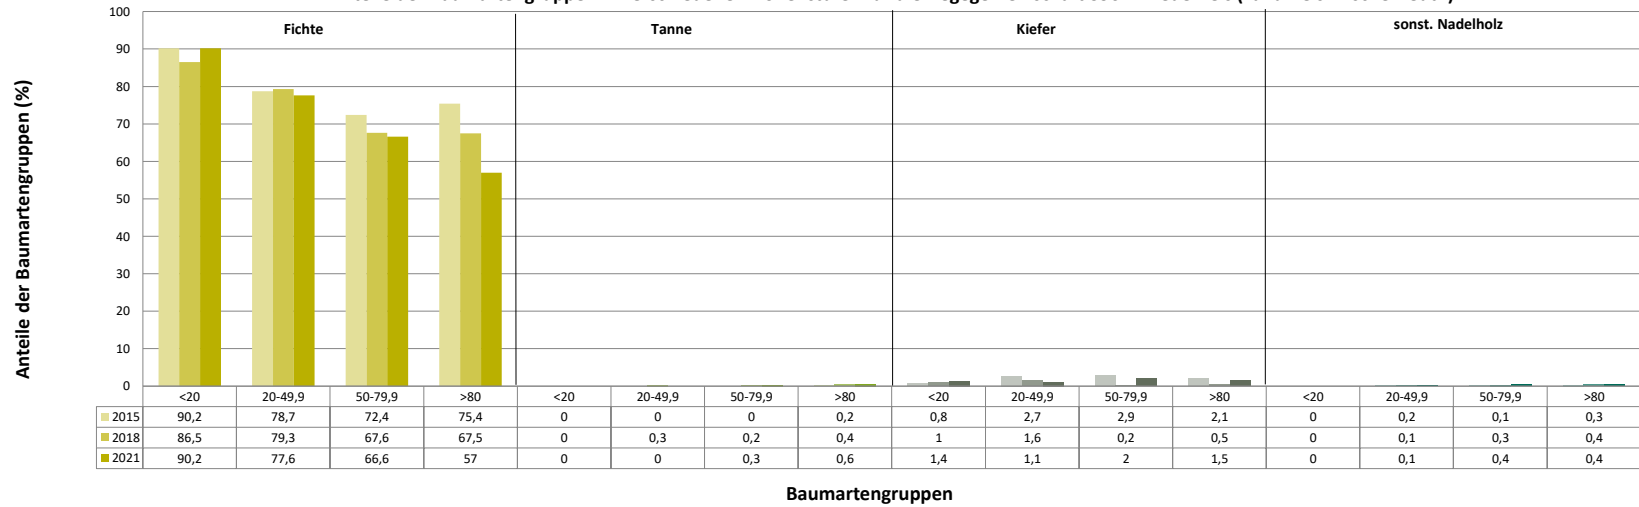 100
Fichte Tanne Kiefer sonst. Nadelholz
90
80
70
60
50
40
30
20
10
0
Anteile der Baumartengruppen (%)
<20 20-49,9 50-79,9 >80 <20 20-49,9 50-79,9 >80 <20 20-49,9 50-79,9 >80 <20 20-49,9 50-79,9 >80
2015 90,2 78,7 72,4 75,4 0 0 0 0,2 0,8 2,7 2,9 2,1 0 0,2 0,1 0,3
2018 86,5 79,3 67,6 67,5 0 0,3 0,2 0,4 1 1,6 0,2 0,5 0 0,1 0,3 0,4
2021 90,2 77,6 66,6 57 0 0 0,3 0,6 1,4 1,1 2 1,5 0 0,1 0,4 0,4
Baumartengruppen